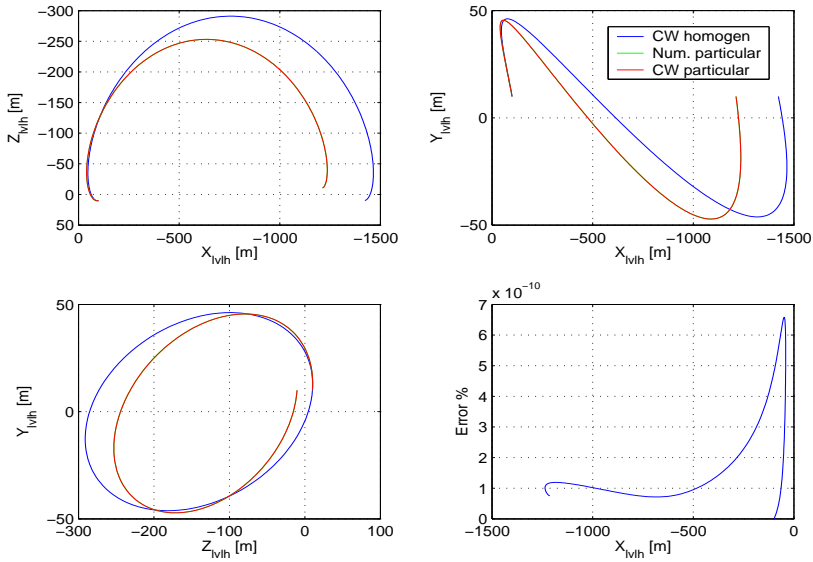 −300
−250
−200
−150
−100
−50
0
50
Z_lvlh [m]
0 −500 −1000 −1500
X_lvlh [m]
50
0
−50
Y_lvlh [m]
0 −500 −1000 −1500
X_lvlh [m]
CW homogen
Num. particular
CW particular
50
0
−50
Y_lvlh [m]
−300 −200 −100 0 100
Z_lvlh [m]
x 10^−10
7
6
5
4
3
2
1
0
Error %
−1500 −1000 −500 0
X_lvlh [m]